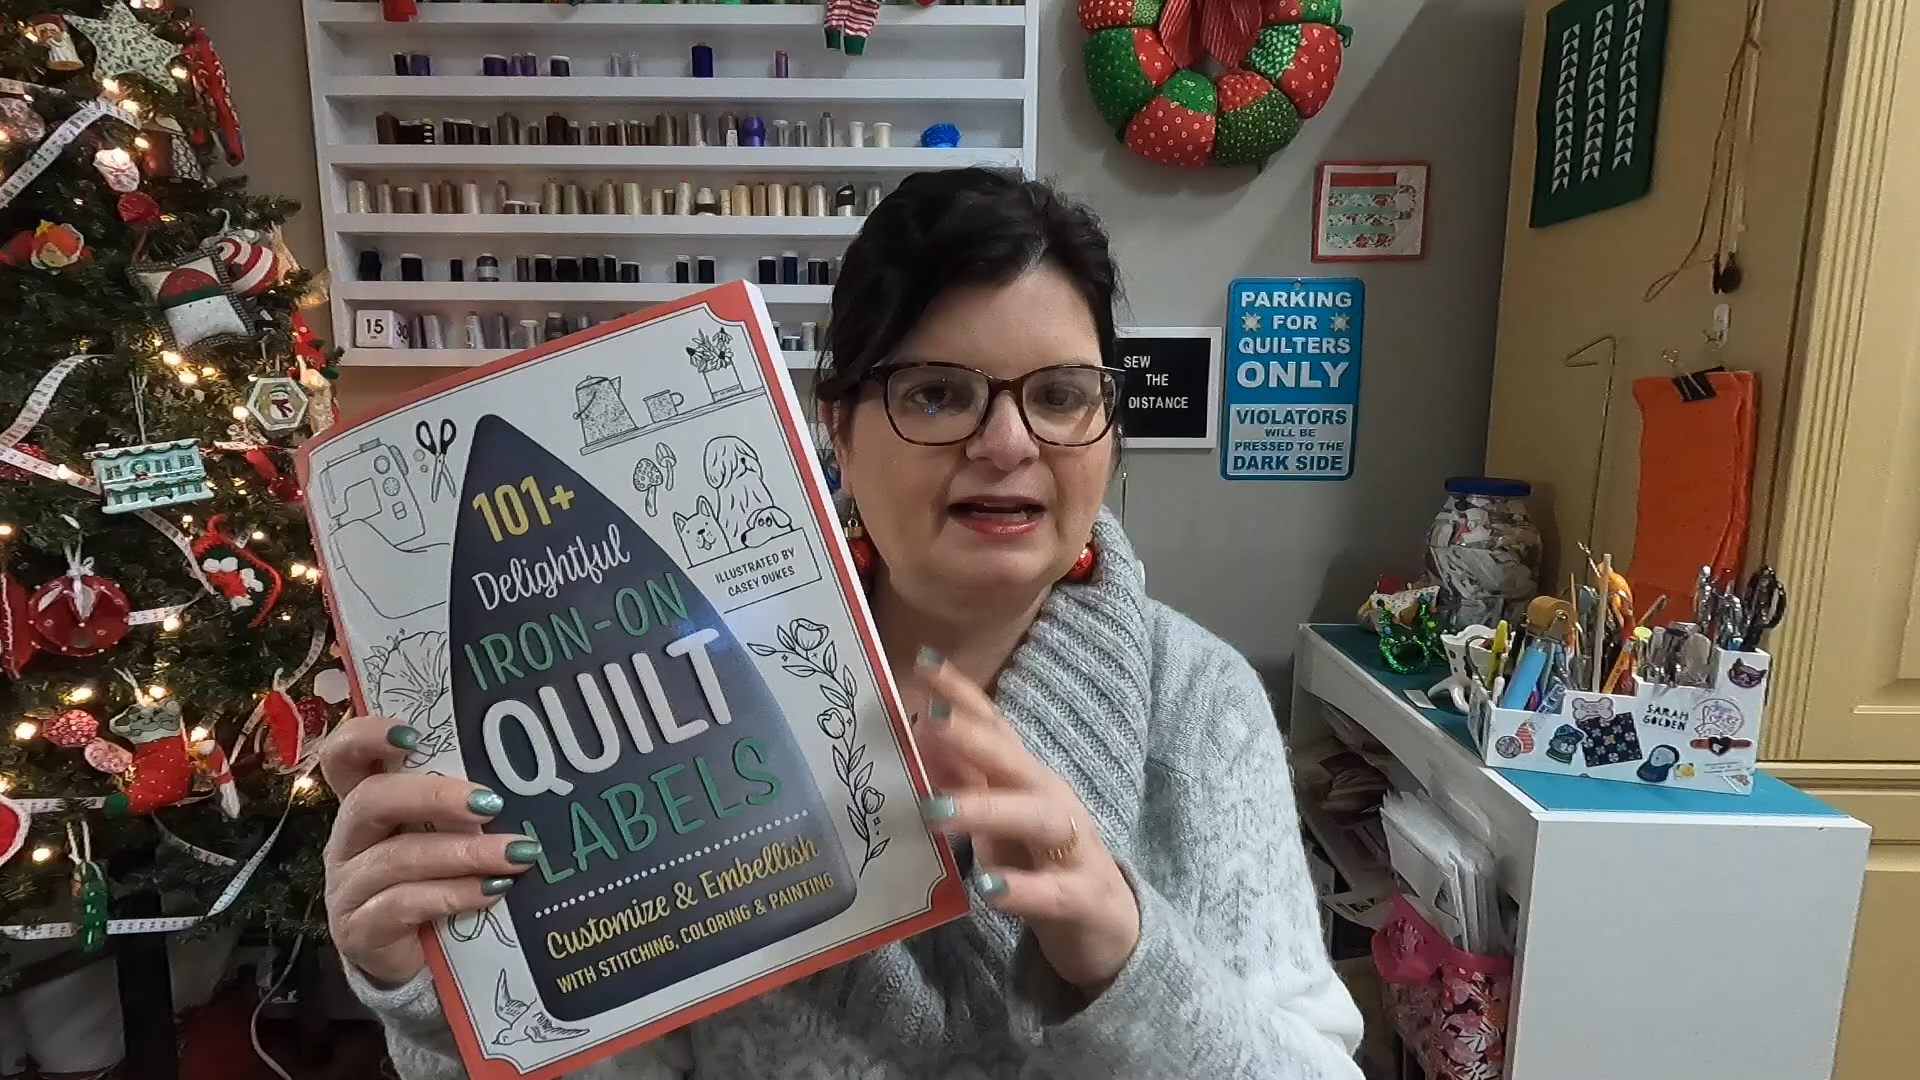 101+
Delightful
IRON-ON
QUILT
LABELS
Customize & Embellish
WITH STITCHING, COLORING & PAINTING
ILLUSTRATED BY
CASEY DUKES
15
30
SEW
THE
DISTANCE
PARKING
FOR
QUILTERS
ONLY
VIOLATORS
WILL BE
PRESSED TO THE
DARK SIDE
SARAH
GOLDEN